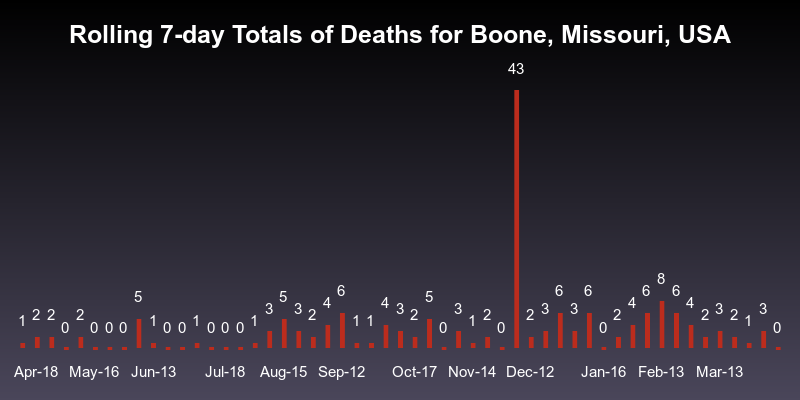 Rolling 7-day Totals of Deaths for Boone, Missouri, USA
43
1 2 2 0 2 0 0 0 5 1 0 0 1 0 0 0 1 3 5 3 2 4 6 1 1 4 3 2 5 0 3 1 2 0 2 3 6 3 6 0 2 4 6 8 6 4 2 3 2 1 3 0
Apr-18 May-16 Jun-13 Jul-18 Aug-15 Sep-12 Oct-17 Nov-14 Dec-12 Jan-16 Feb-13 Mar-13